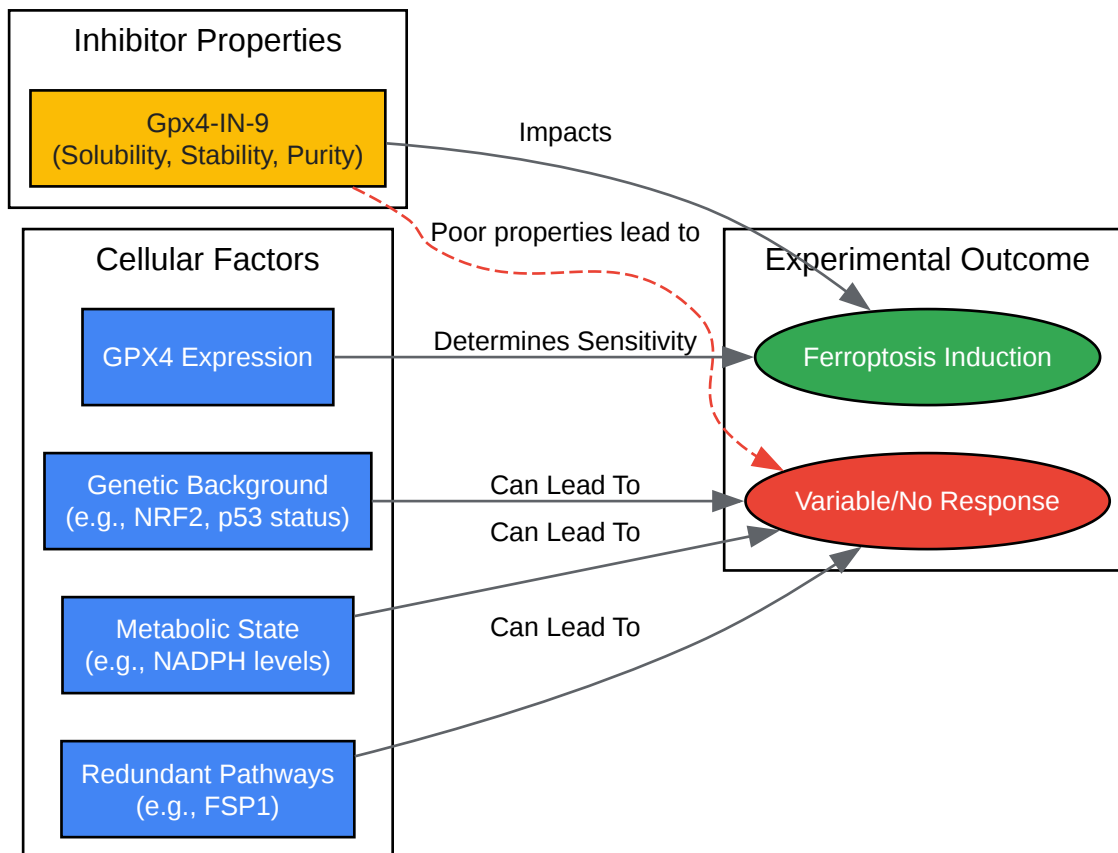 Inhibitor Properties
Gpx4-IN-9
(Solubility, Stability, Purity)
Impacts
Poor properties lead to
Cellular Factors
Experimental Outcome
GPX4 Expression
Determines Sensitivity
Ferroptosis Induction
Genetic Background
(e.g., NRF2, p53 status)
Can Lead To
Variable/No Response
Can Lead To
Metabolic State
(e.g., NADPH levels)
Can Lead To
Redundant Pathways
(e.g., FSP1)